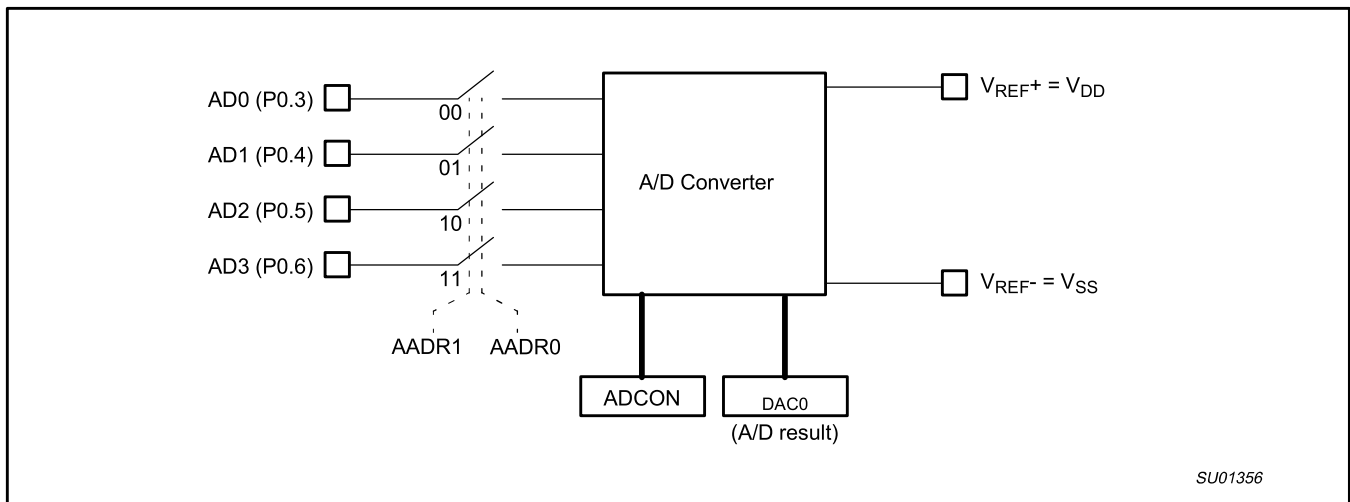 AD0 (P0.3)
00
AD1 (P0.4)
01
AD2 (P0.5)
10
AD3 (P0.6)
11
AADR1 AADR0
A/D Converter
VREF+ = VDD
VREF- = VSS
ADCON
DAC0
(A/D result)
SU01356